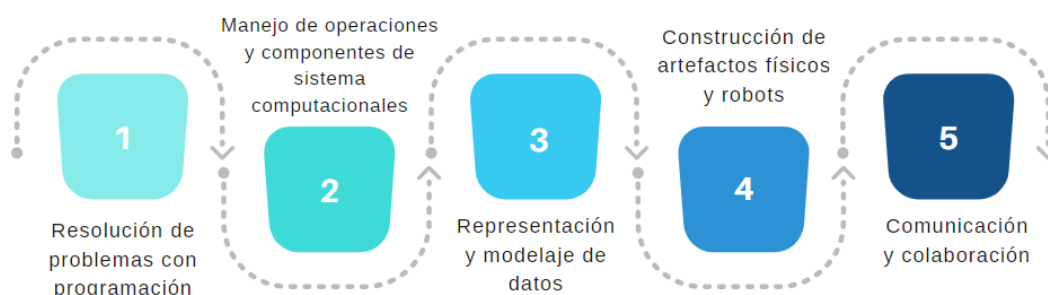 1
Resolución de
problemas con
programación
Manejo de operaciones
y componentes de
sistema
computacionales
2
3
Representación
y modelaje de
datos
Construcción de
artefactos físicos
y robots
4
5
Comunicación
y colaboración